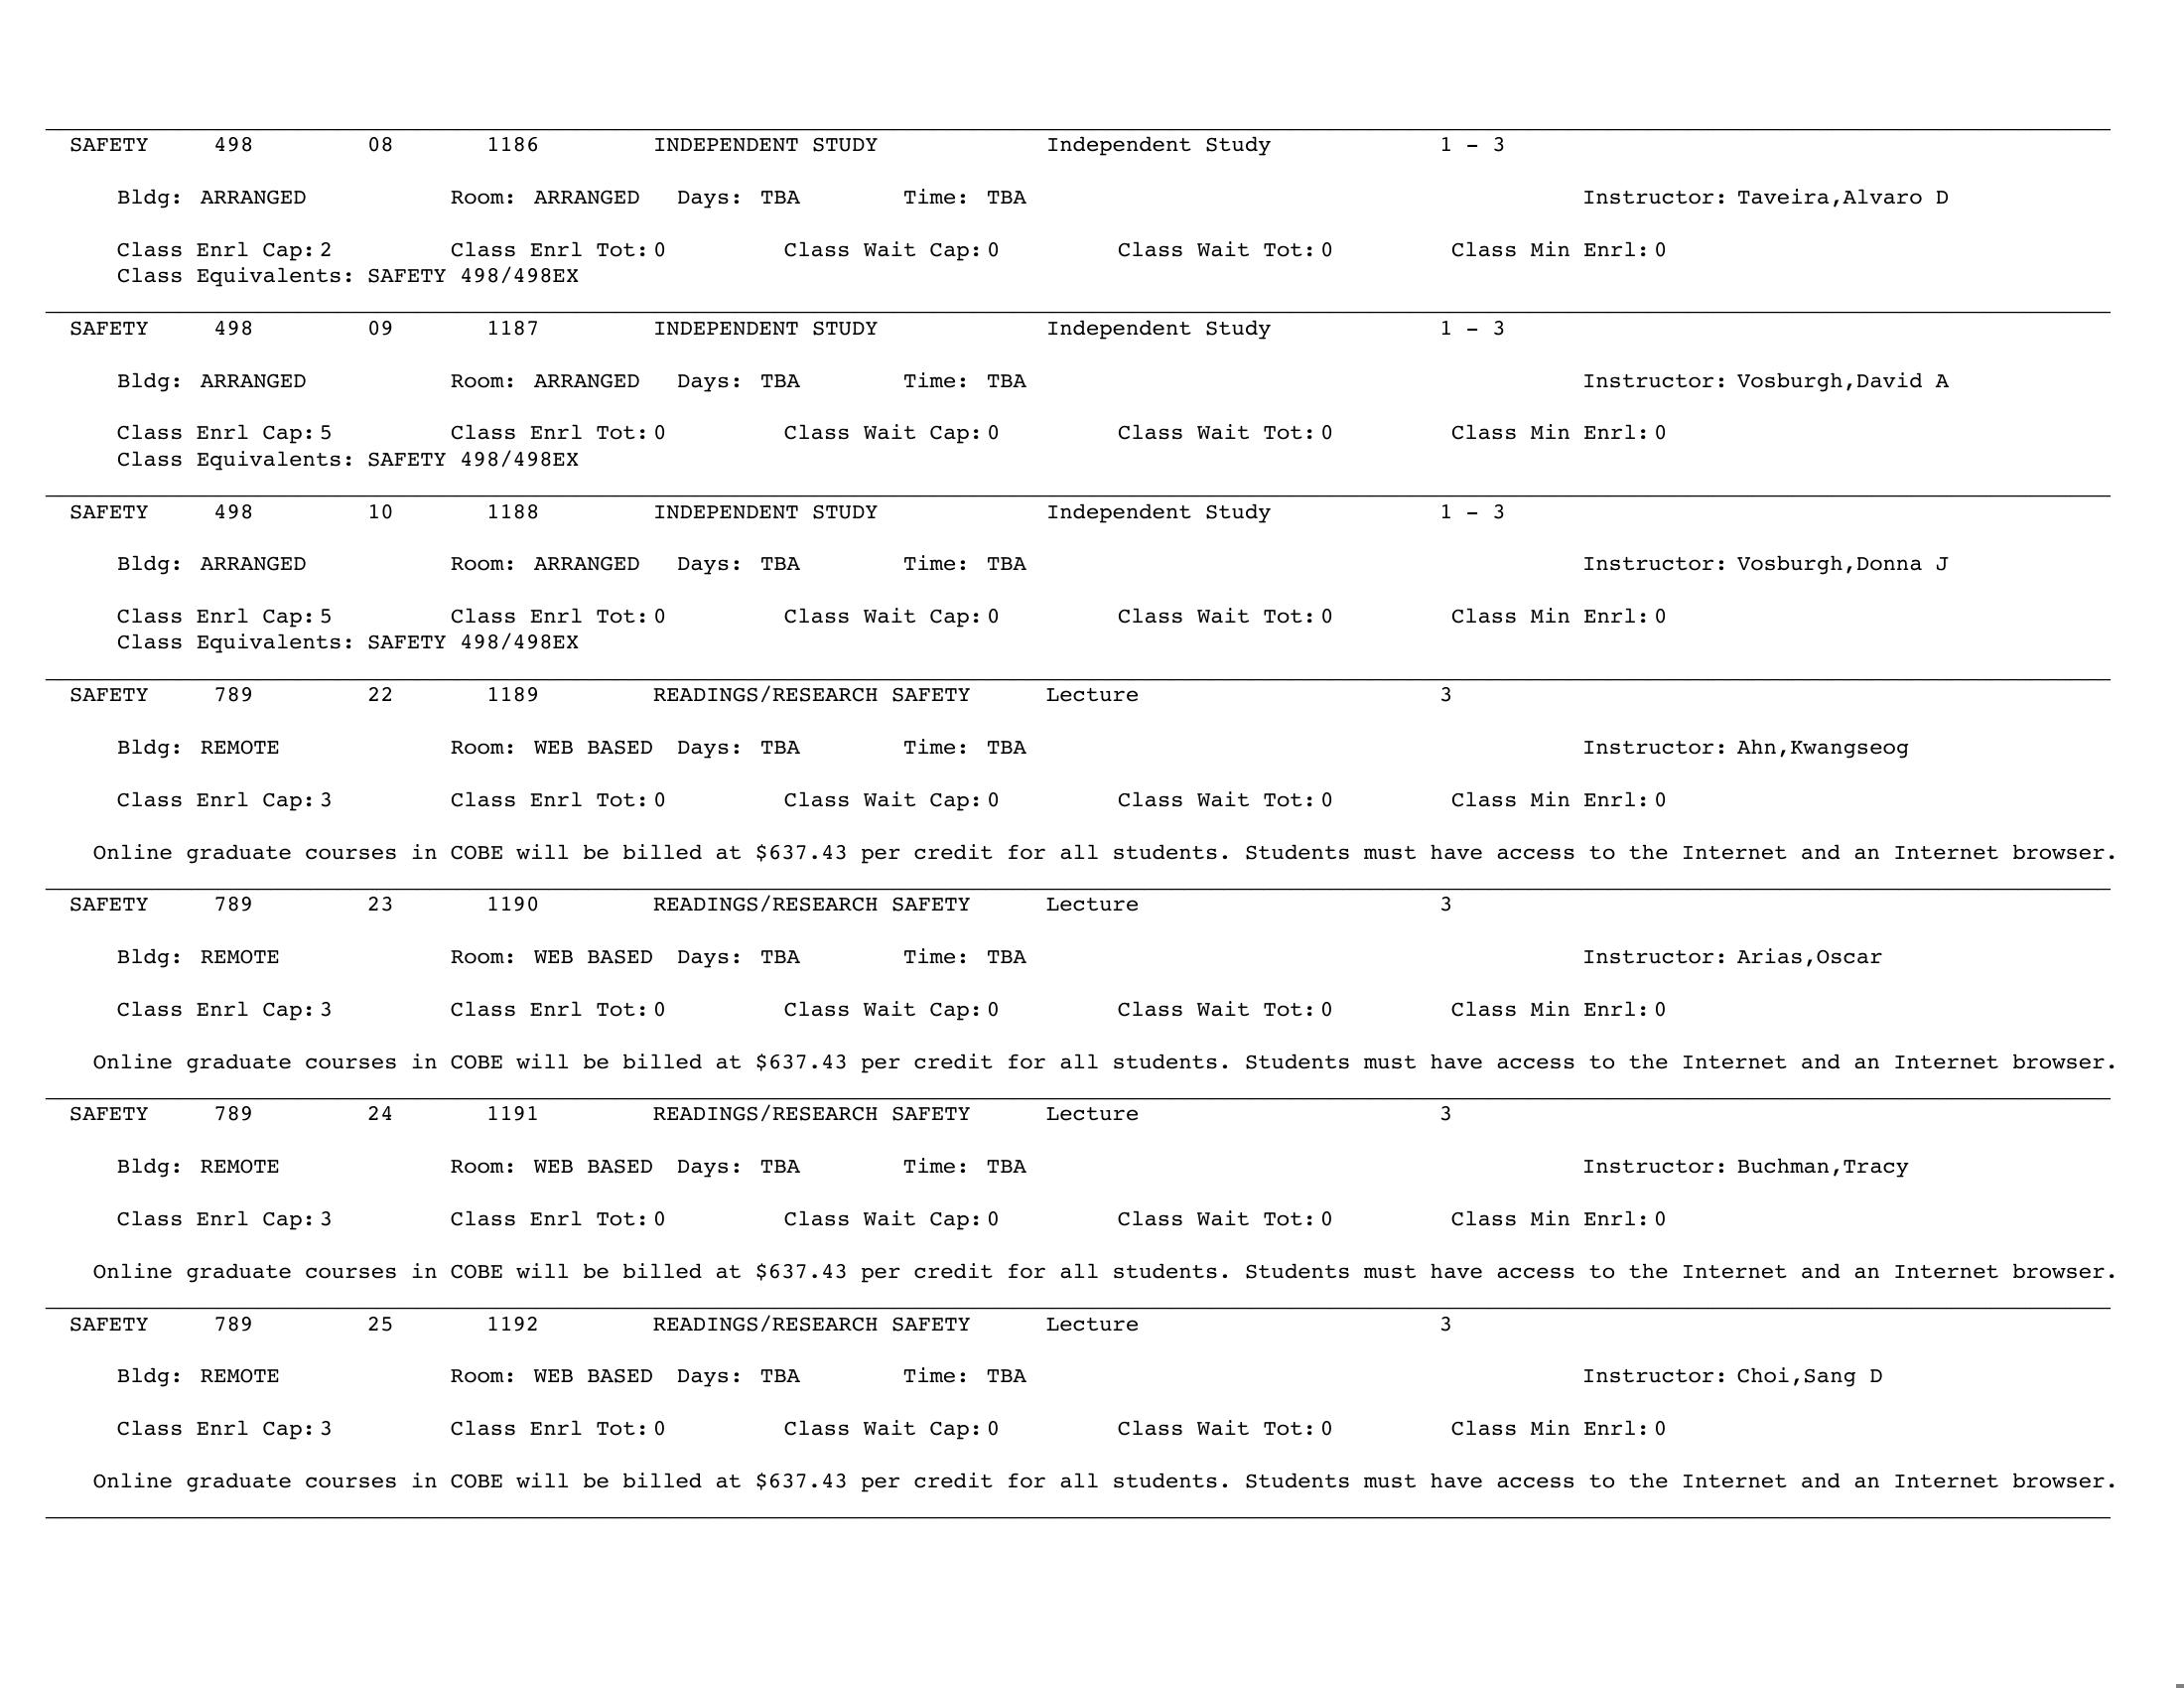 SAFETY 498 08 1186 INDEPENDENT STUDY Independent Study 1 - 3
Bldg: ARRANGED Room: ARRANGED Days: TBA Time: TBA Instructor: Taveira,Alvaro D
Class Enrl Cap: 2 Class Enrl Tot: 0 Class Wait Cap: 0 Class Wait Tot: 0 Class Min Enrl: 0
Class Equivalents: SAFETY 498/498EX
SAFETY 498 09 1187 INDEPENDENT STUDY Independent Study 1 - 3
Bldg: ARRANGED Room: ARRANGED Days: TBA Time: TBA Instructor: Vosburgh,David A
Class Enrl Cap: 5 Class Enrl Tot: 0 Class Wait Cap: 0 Class Wait Tot: 0 Class Min Enrl: 0
Class Equivalents: SAFETY 498/498EX
SAFETY 498 10 1188 INDEPENDENT STUDY Independent Study 1 - 3
Bldg: ARRANGED Room: ARRANGED Days: TBA Time: TBA Instructor: Vosburgh,Donna J
Class Enrl Cap: 5 Class Enrl Tot: 0 Class Wait Cap: 0 Class Wait Tot: 0 Class Min Enrl: 0
Class Equivalents: SAFETY 498/498EX
SAFETY 789 22 1189 READINGS/RESEARCH SAFETY Lecture 3
Bldg: REMOTE Room: WEB BASED Days: TBA Time: TBA Instructor: Ahn,Kwangseog
Class Enrl Cap: 3 Class Enrl Tot: 0 Class Wait Cap: 0 Class Wait Tot: 0 Class Min Enrl: 0
Online graduate courses in COBE will be billed at $637.43 per credit for all students. Students must have access to the Internet and an Internet browser.
SAFETY 789 23 1190 READINGS/RESEARCH SAFETY Lecture 3
Bldg: REMOTE Room: WEB BASED Days: TBA Time: TBA Instructor: Arias,Oscar
Class Enrl Cap: 3 Class Enrl Tot: 0 Class Wait Cap: 0 Class Wait Tot: 0 Class Min Enrl: 0
Online graduate courses in COBE will be billed at $637.43 per credit for all students. Students must have access to the Internet and an Internet browser.
SAFETY 789 24 1191 READINGS/RESEARCH SAFETY Lecture 3
Bldg: REMOTE Room: WEB BASED Days: TBA Time: TBA Instructor: Buchman,Tracy
Class Enrl Cap: 3 Class Enrl Tot: 0 Class Wait Cap: 0 Class Wait Tot: 0 Class Min Enrl: 0
Online graduate courses in COBE will be billed at $637.43 per credit for all students. Students must have access to the Internet and an Internet browser.
SAFETY 789 25 1192 READINGS/RESEARCH SAFETY Lecture 3
Bldg: REMOTE Room: WEB BASED Days: TBA Time: TBA Instructor: Choi,Sang D
Class Enrl Cap: 3 Class Enrl Tot: 0 Class Wait Cap: 0 Class Wait Tot: 0 Class Min Enrl: 0
Online graduate courses in COBE will be billed at $637.43 per credit for all students. Students must have access to the Internet and an Internet browser.